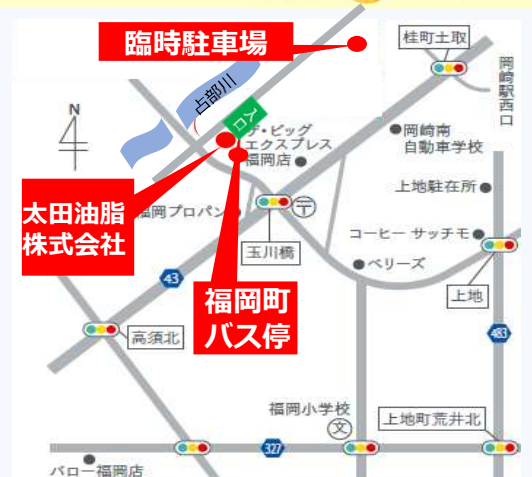 臨時駐車場
桂町土取
岡崎駅西口
占部川
N
入口
ザ・ビッグ
エクスプレス
福岡店
岡崎南
自動車学校
上地駐在所
太田油脂
株式会社
福岡プロパン
〒
コーヒー サッチモ
玉川橋
ベリーズ
上地
43
福岡町
バス停
高須北
483
福岡小学校
文
上地町荒井北
327
バロー福岡店